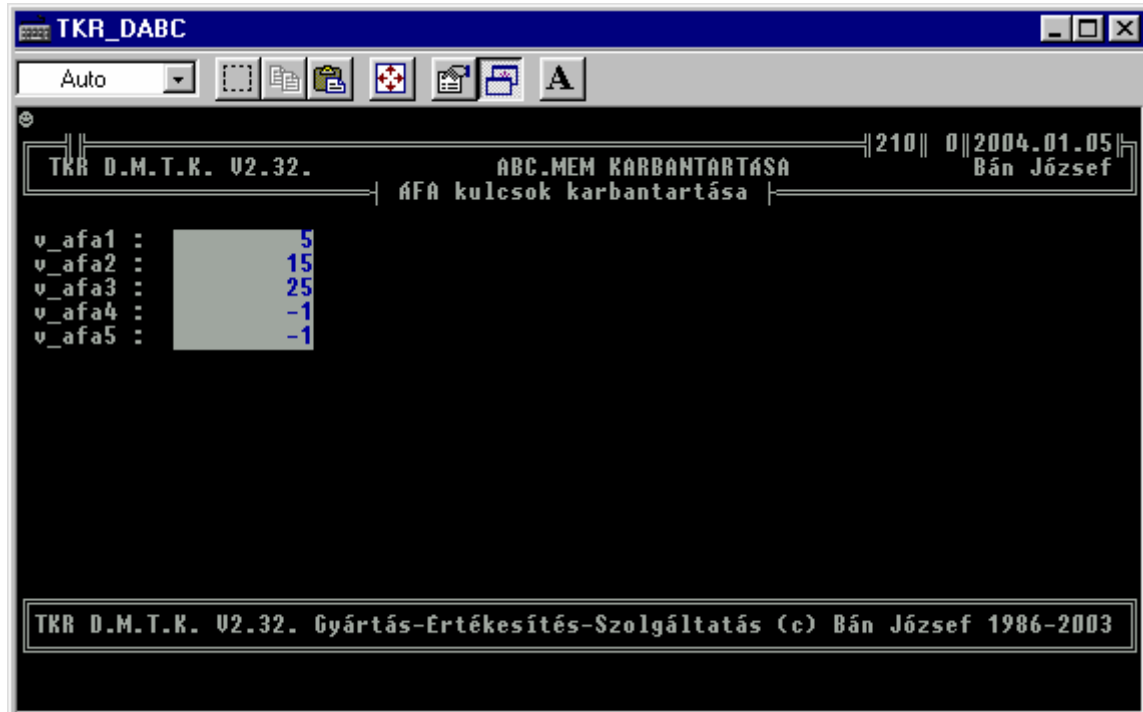 TKR_DABC
Auto
A
210 0 2004.01.05
TKR D.M.T.K. V2.32. ABC.MEM KARBANTARTáSA Bán József
áFA kulcsok karbantartása
v_afa1 : 5
v_afa2 : 15
v_afa3 : 25
v_afa4 : -1
v_afa5 : -1
TKR D.M.T.K. V2.32. Gyártás-Értékesítés-Szolgáltatás (c) Bán József 1986-2003